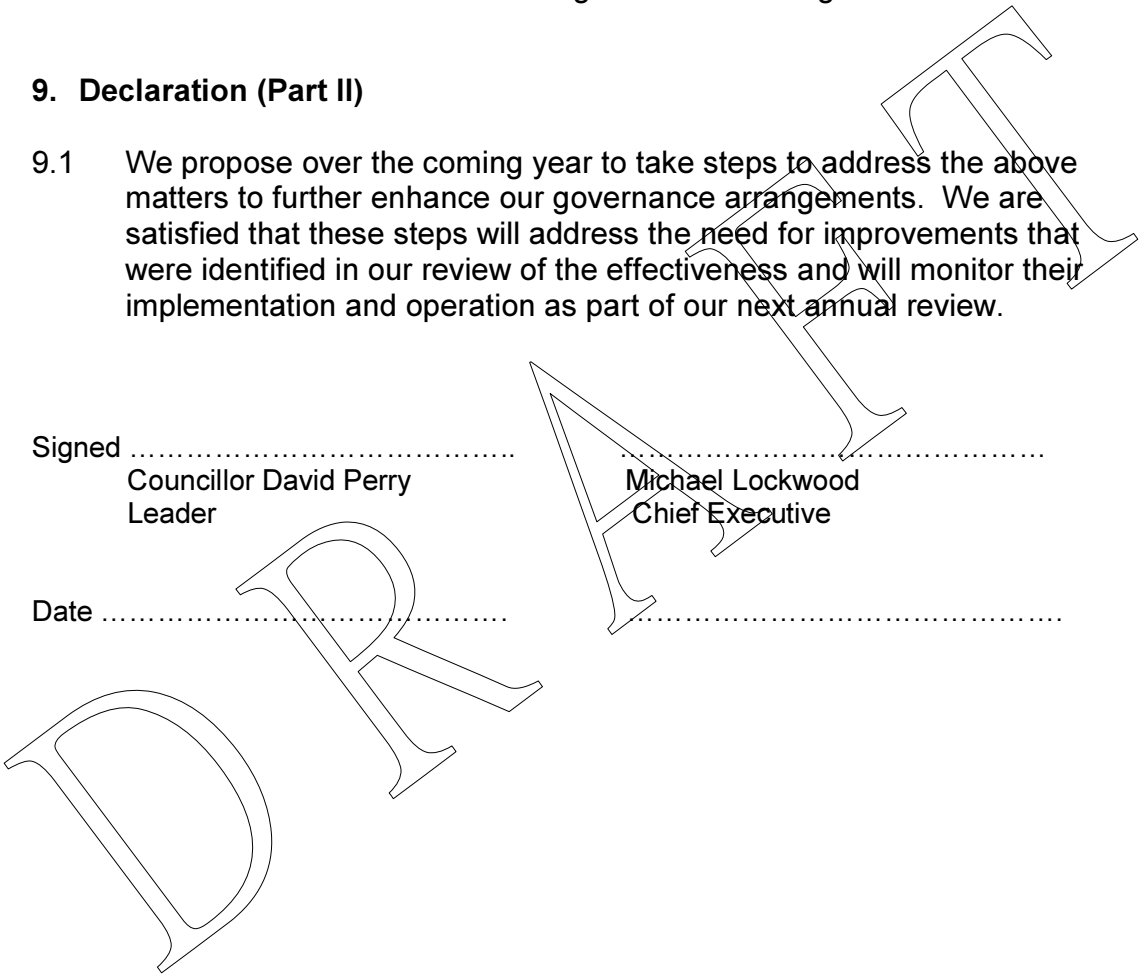 9. Declaration (Part II)
9.1 We propose over the coming year to take steps to address the above
matters to further enhance our governance arrangements. We are
satisfied that these steps will address the need for improvements that
were identified in our review of the effectiveness and will monitor their
implementation and operation as part of our next annual review.
Signed ………………………………….. ………………………………………
Councillor David Perry Michael Lockwood
Leader Chief Executive
Date ……………………………………. ……………………………………….
DRAFT